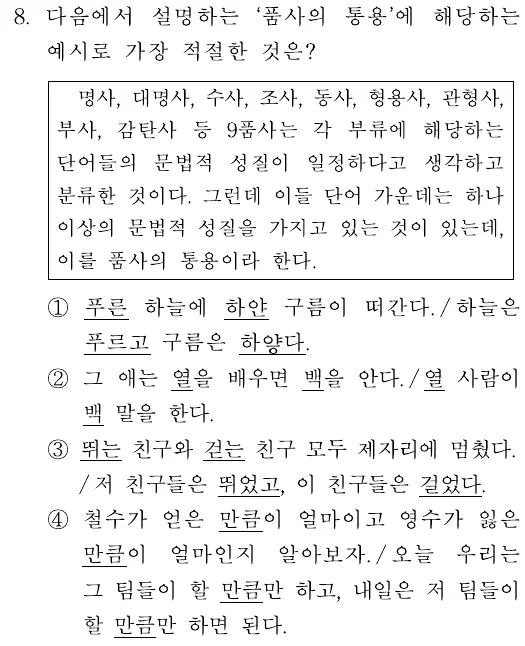 8. 다음에서 설명하는 ‘품사의 통용’에 해당하는
예시로 가장 적절한 것은?
명사, 대명사, 수사, 조사, 동사, 형용사, 관형사,
부사, 감탄사 등 9품사는 각 부류에 해당하는
단어들의 문법적 성질이 일정하다고 생각하고
분류한 것이다. 그런데 이들 단어 가운데는 하나
이상의 문법적 성질을 가지고 있는 것이 있는데,
이를 품사의 통용이라 한다.
① 푸른 하늘에 하얀 구름이 떠간다./하늘은
푸르고 구름은 하얗다.
② 그 애는 열을 배우면 백을 안다./열 사람이
백 말을 한다.
③ 뛰는 친구와 걷는 친구 모두 제자리에 멈췄다.
/저 친구들은 뛰었고, 이 친구들은 걸었다.
④ 철수가 얻은 만큼이 얼마이고 영수가 잃은
만큼이 얼마인지 알아보자./오늘 우리는
그 팀들이 할 만큼만 하고, 내일은 저 팀들이
할 만큼만 하면 된다.